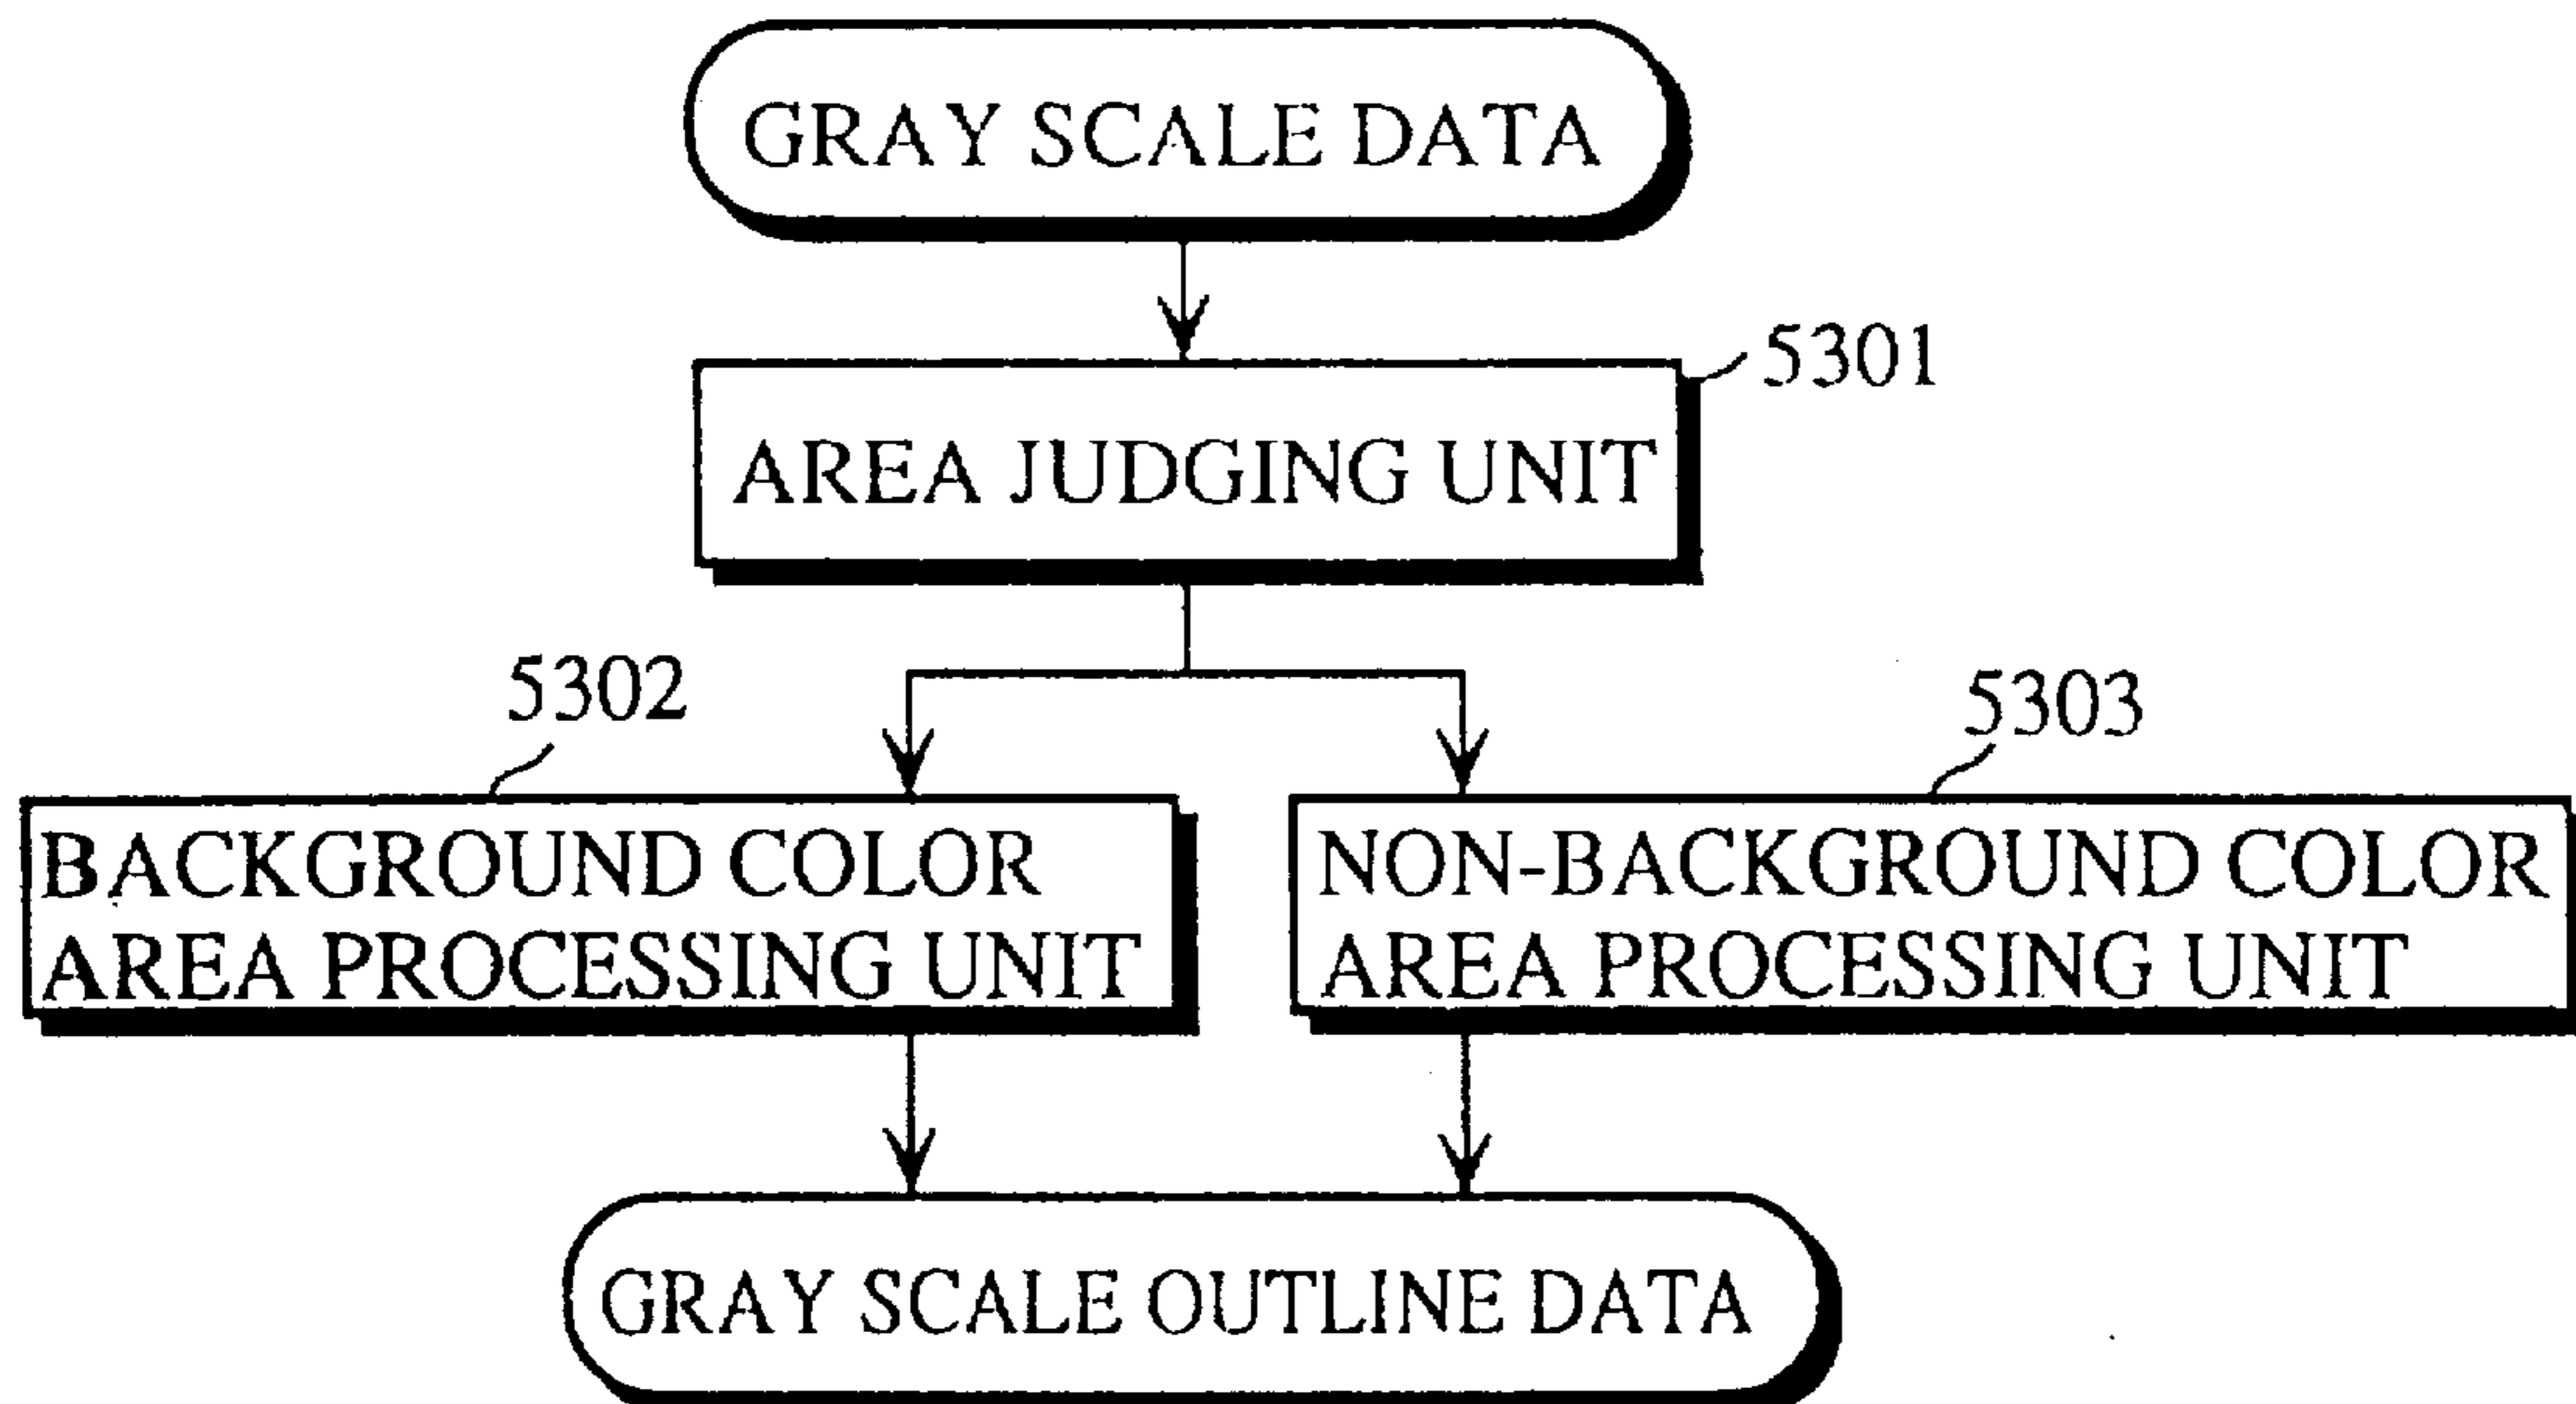 GRAY SCALE DATA
5301
AREA JUDGING UNIT
5302
5303
BACKGROUND COLOR
AREA PROCESSING UNIT
NON-BACKGROUND COLOR
AREA PROCESSING UNIT
GRAY SCALE OUTLINE DATA